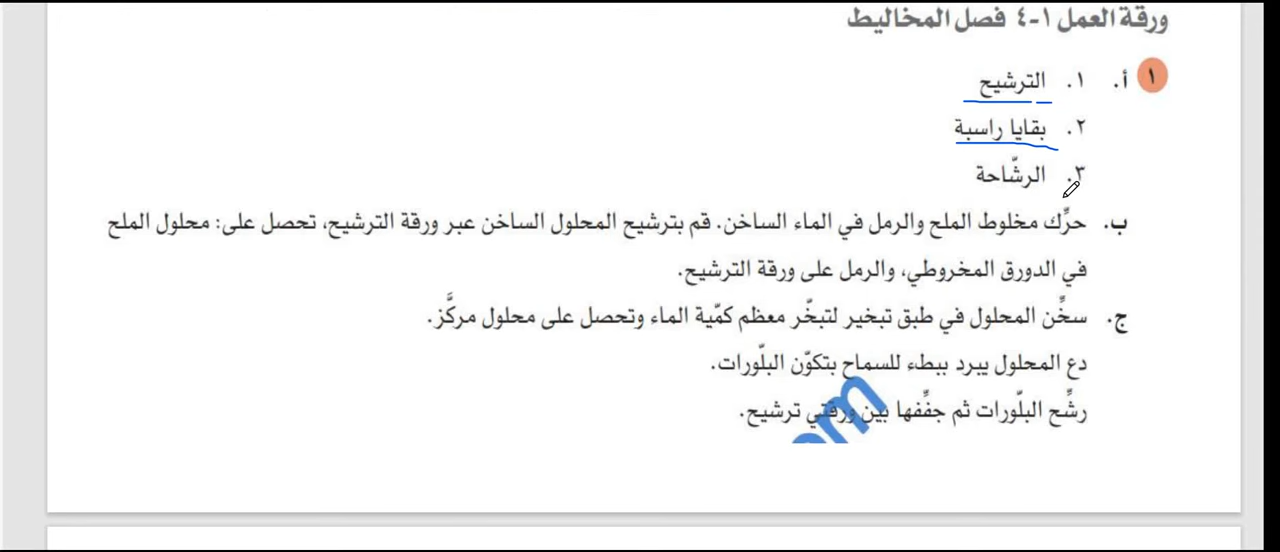 ورقة العمل ١-٤ فصل المخاليط
١ أ. ١. الترشيح
٢. بقايا راسبة
٣. الرشّاحة
ب. حرِّك مخلوط الملح والرمل في الماء الساخن. قم بترشيح المحلول الساخن عبر ورقة الترشيح، تحصل على: محلول الملح
في الدورق المخروطي، والرمل على ورقة الترشيح.
ج. سخِّن المحلول في طبق تبخير لتبخّر معظم كمّية الماء وتحصل على محلول مركَّز.
دع المحلول يبرد ببطء للسماح بتكوّن البلّورات.
رشِّح البلّورات ثم جفِّفها بين ورقتي ترشيح.
om